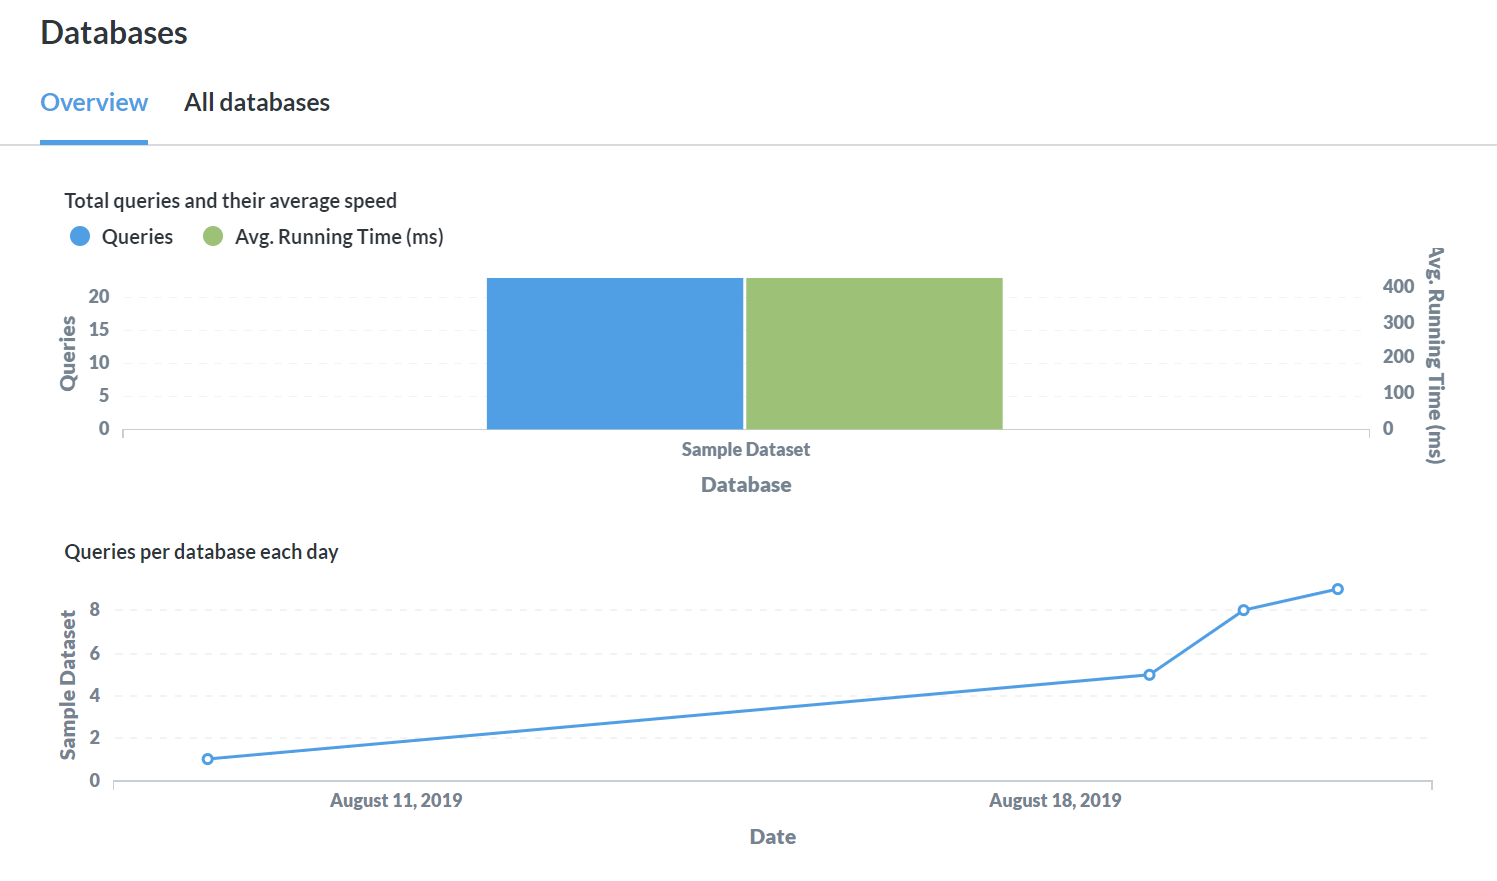 Databases
Overview All databases
Total queries and their average speed
Queries Avg. Running Time (ms)
Queries
20
15
10
5
0
400
300
200
100
0
Avg. Running Time (ms)
Sample Dataset
Database
Queries per database each day
Sample Dataset
8
6
4
2
0
August 11, 2019 August 18, 2019
Date